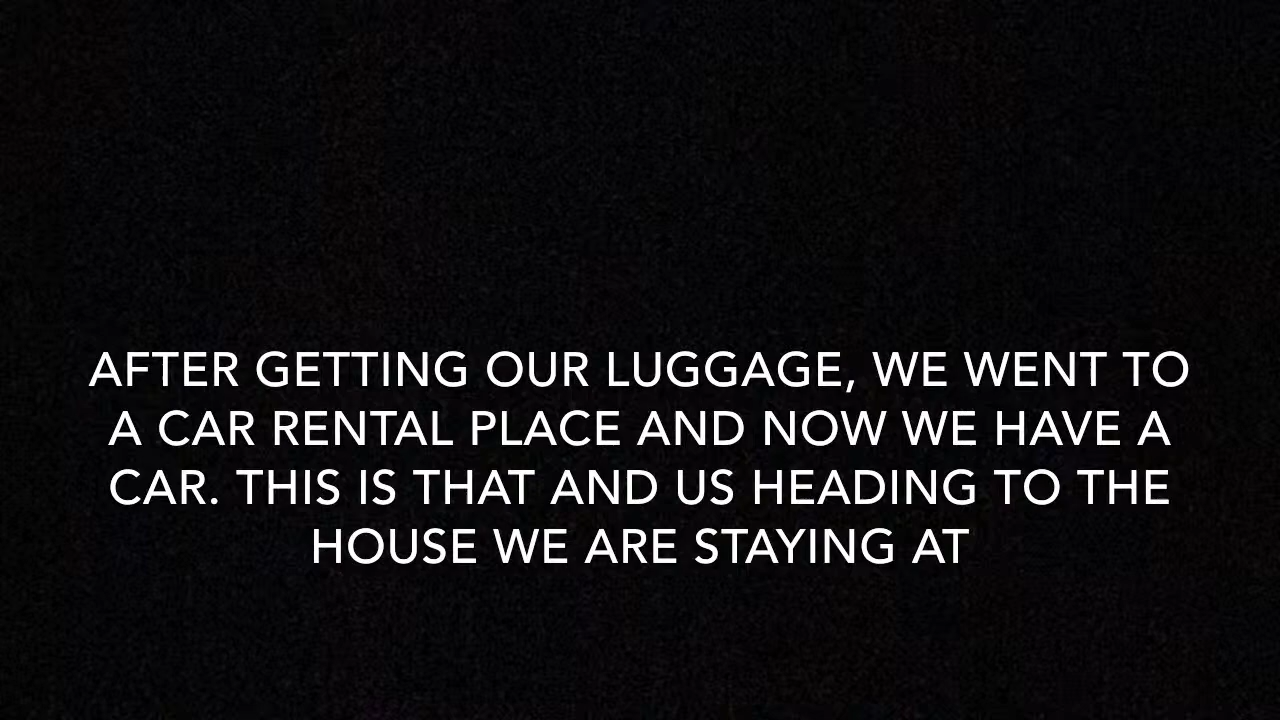 AFTER GETTING OUR LUGGAGE, WE WENT TO
A CAR RENTAL PLACE AND NOW WE HAVE A
CAR. THIS IS THAT AND US HEADING TO THE
HOUSE WE ARE STAYING AT